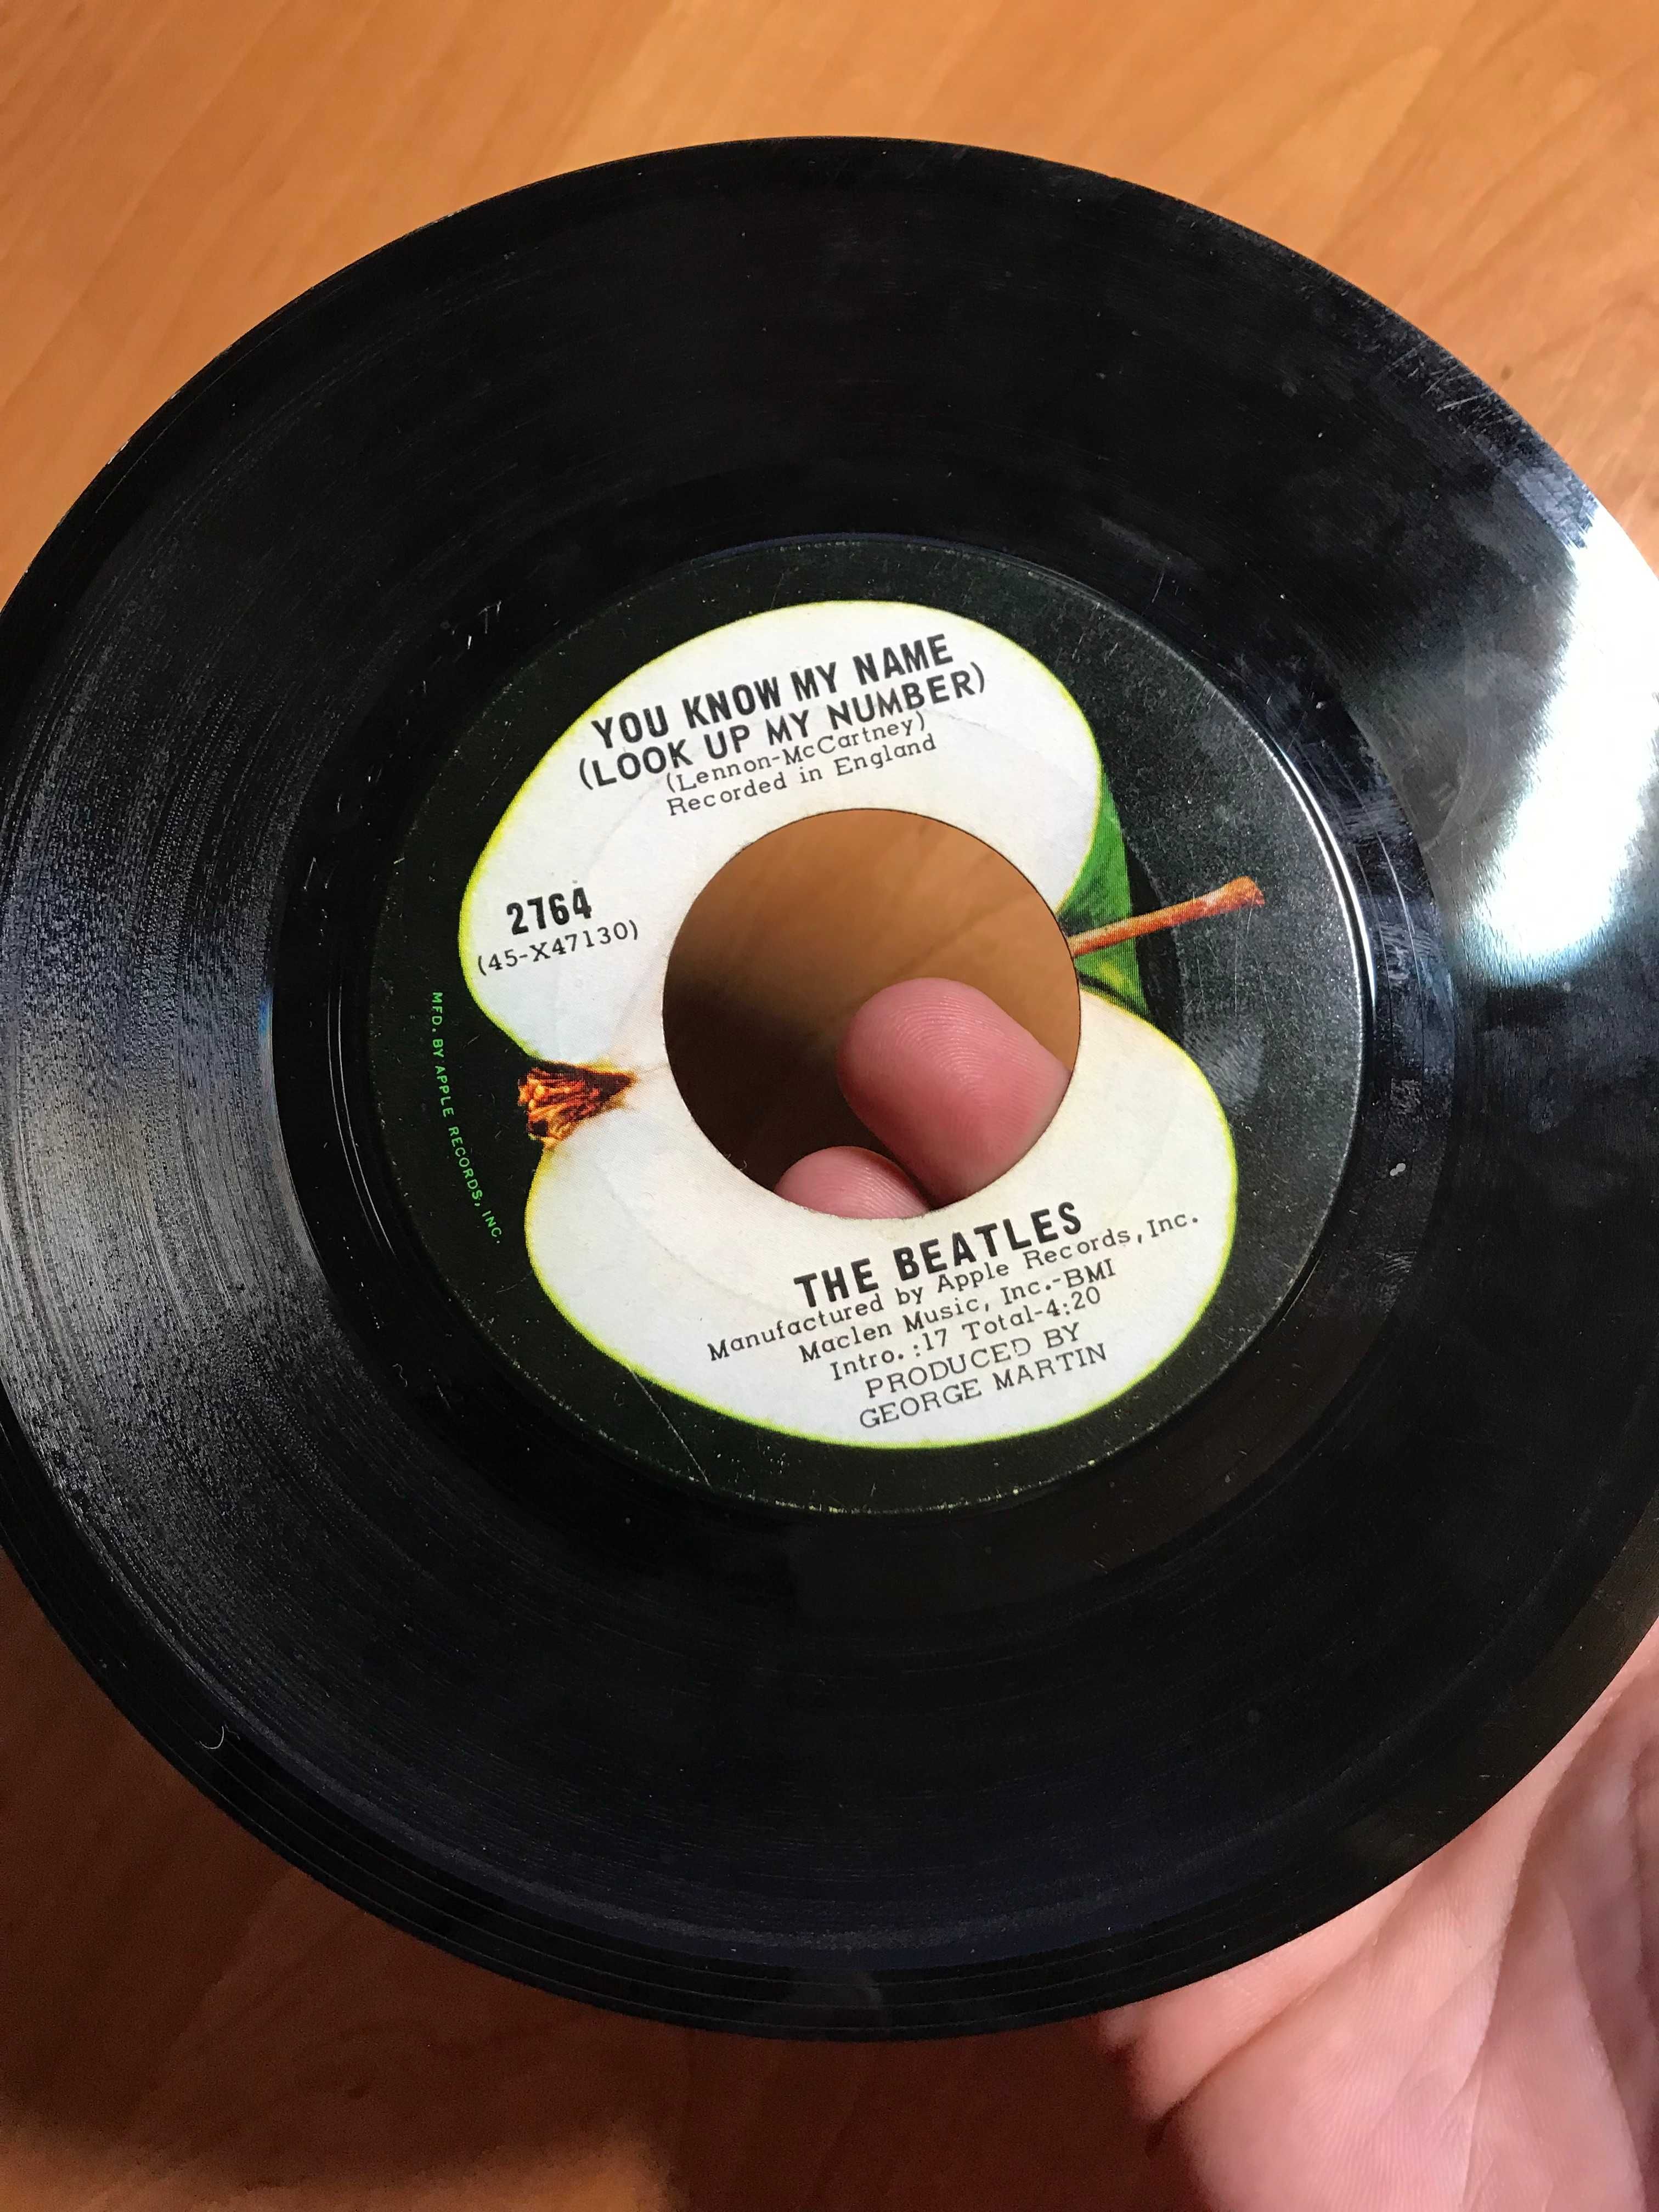 YOU KNOW MY NAME
(LOOK UP MY NUMBER)
(Lennon-McCartney)
Recorded in England
2764
(45-X47130)
MFD. BY APPLE RECORDS, INC.
THE BEATLES
Manufactured by Apple Records, Inc.
Maclen Music, Inc.-BMI
Intro. :17 Total-4:20
PRODUCED BY
GEORGE MARTIN